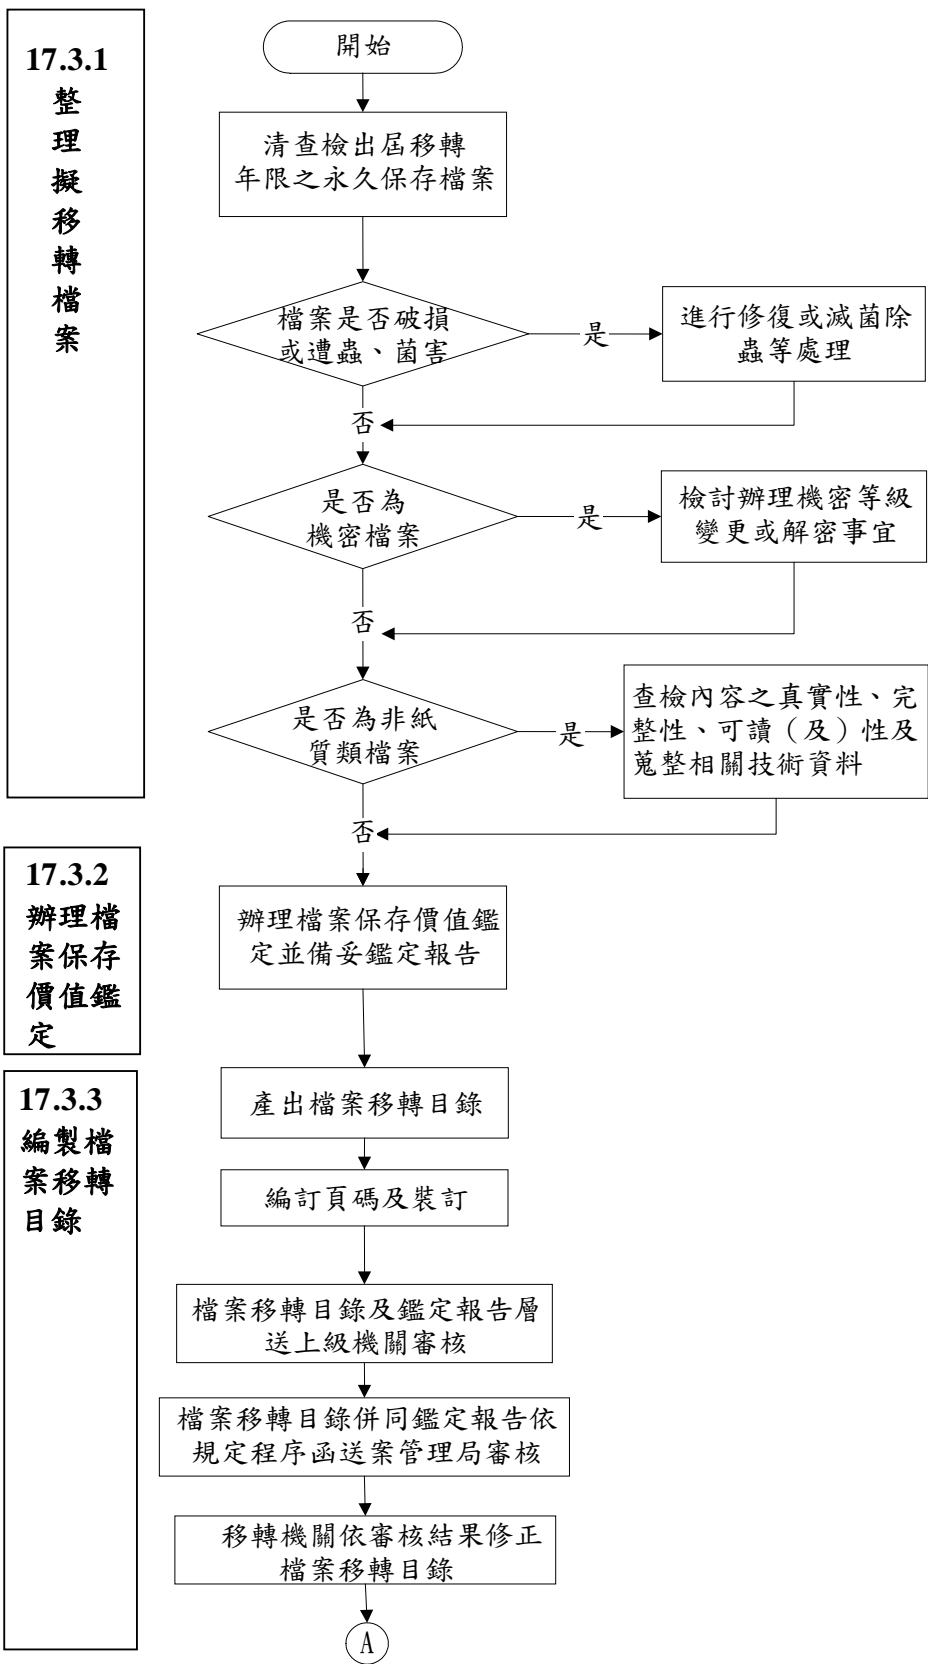 17.3.1
整
理
擬
移
轉
檔
案
開始
清查檢出屆移轉
年限之永久保存檔案
檔案是否破損
或遭蟲、菌害
是
進行修復或滅菌除
蟲等處理
否
是否為
機密檔案
是
檢討辦理機密等級
變更或解密事宜
否
是否為非紙
質類檔案
是
查檢內容之真實性、完
整性、可讀（及）性及
蒐整相關技術資料
否
17.3.2
辦理檔
案保存
價值鑑
定
辦理檔案保存價值鑑
定並備妥鑑定報告
17.3.3
編製檔
案移轉
目錄
產出檔案移轉目錄
編訂頁碼及裝訂
檔案移轉目錄及鑑定報告層
送上級機關審核
檔案移轉目錄併同鑑定報告依
規定程序函送案管理局審核
移轉機關依審核結果修正
檔案移轉目錄
A